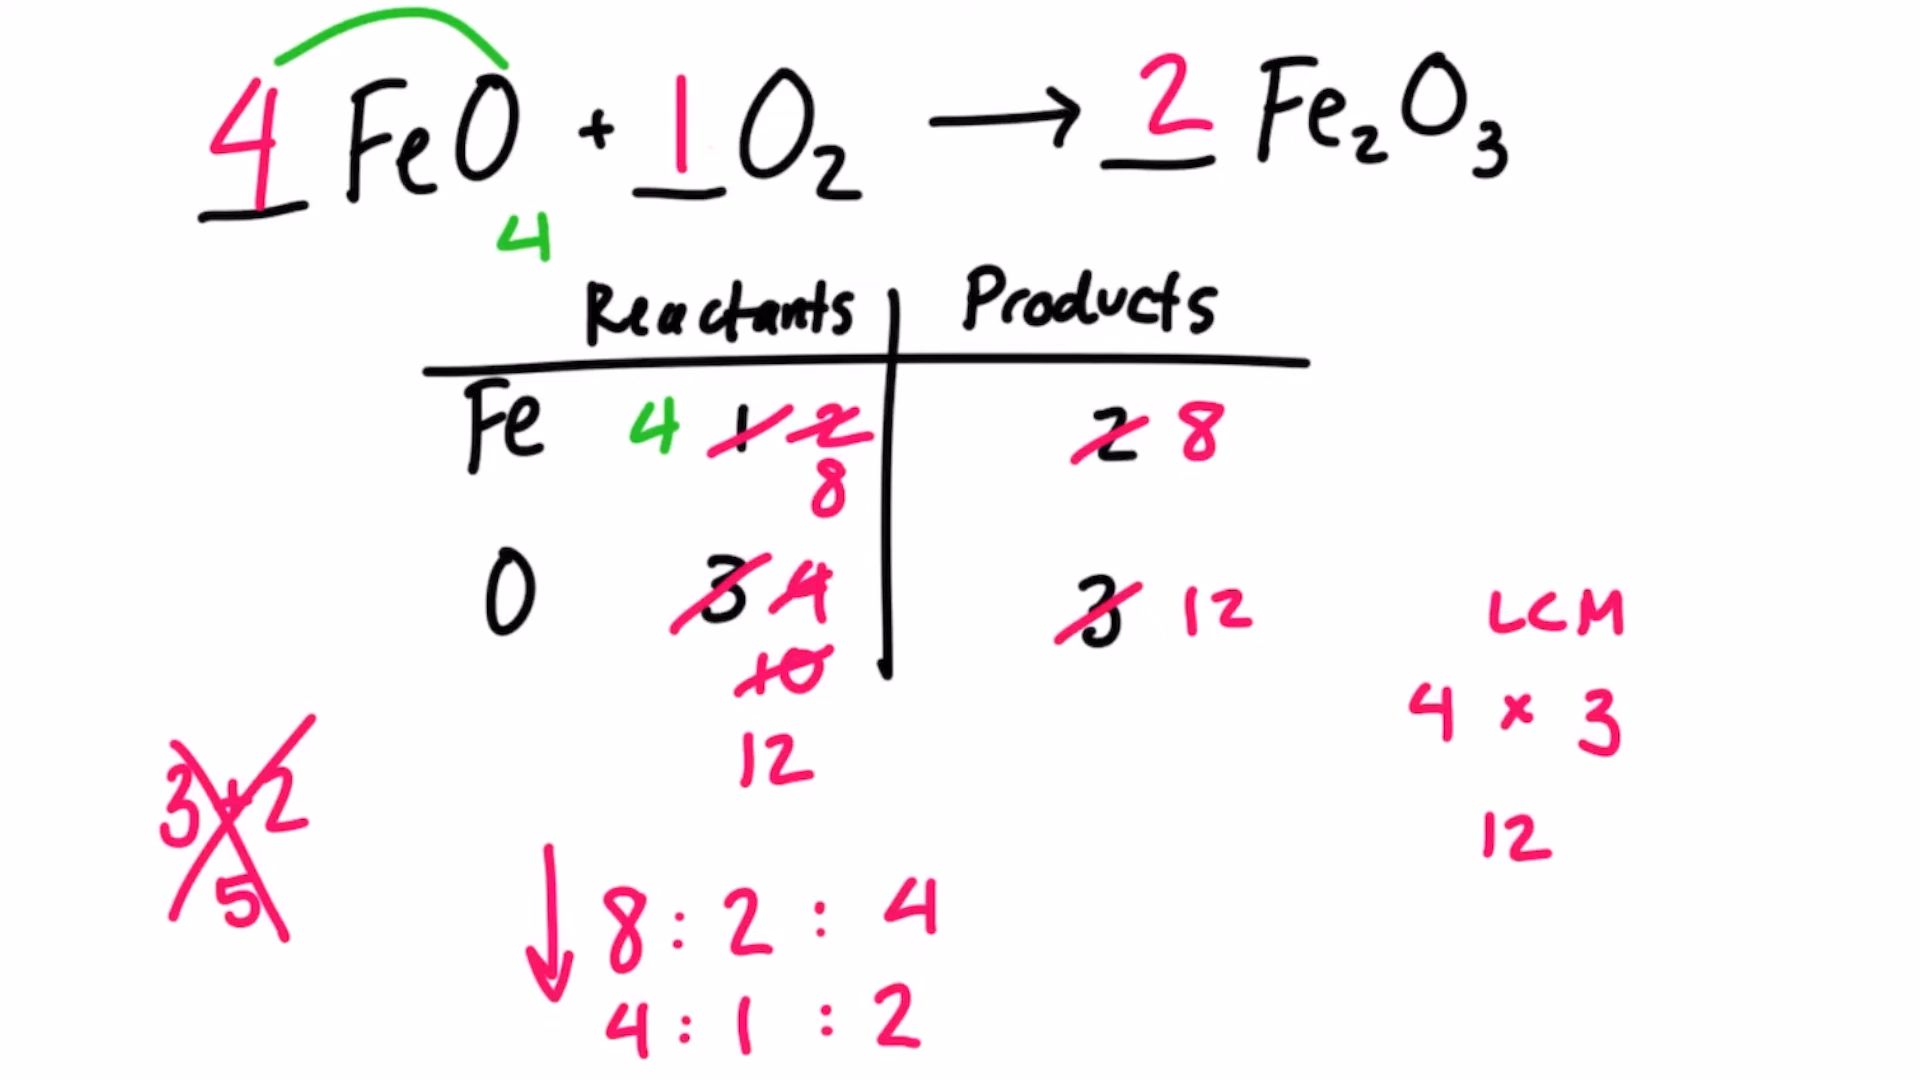 4 FeO + 1 O₂ → 2 Fe₂O₃
4
Reactants Products
Fe 4 1 2 2 8
8
O 3 4 3 12
10
12
LCM
4 x 3
12
3 + 2
5
8 : 2 : 4
4 : 1 : 2